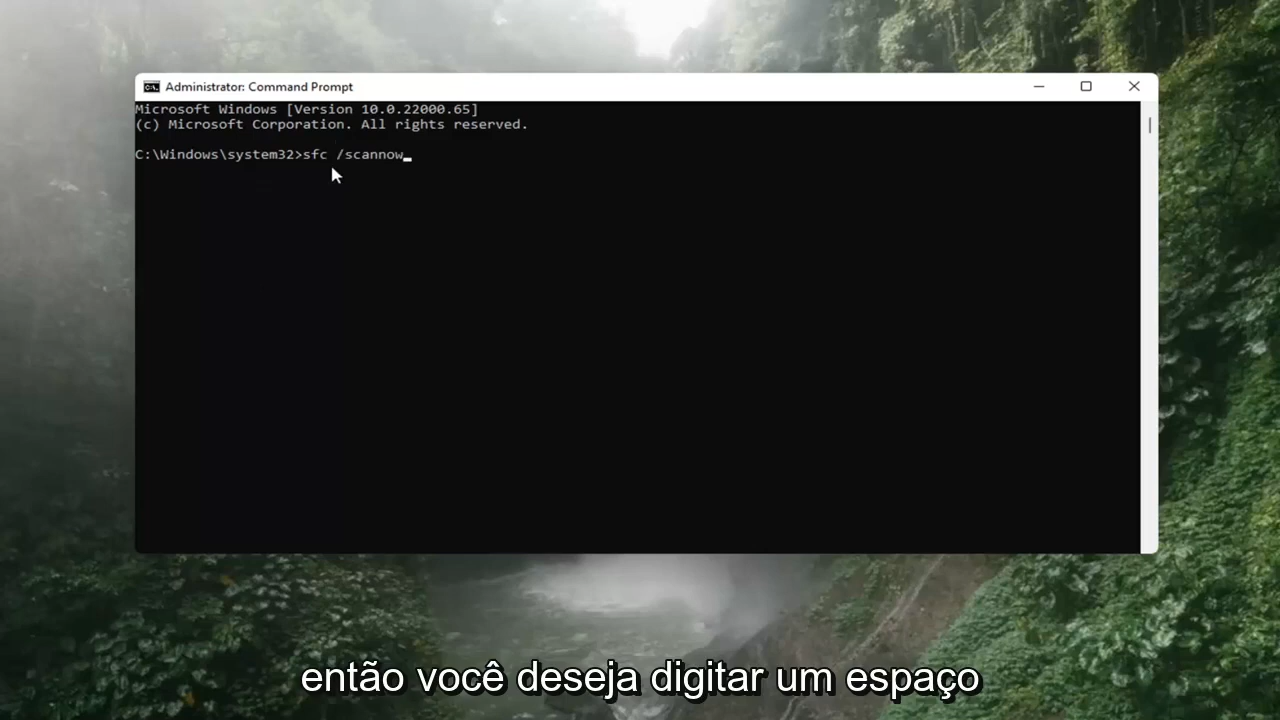 Administrator: Command Prompt
Microsoft Windows [Version 10.0.22000.65]
(c) Microsoft Corporation. All rights reserved.
C:\Windows\system32>sfc /scannow
então você deseja digitar um espaço